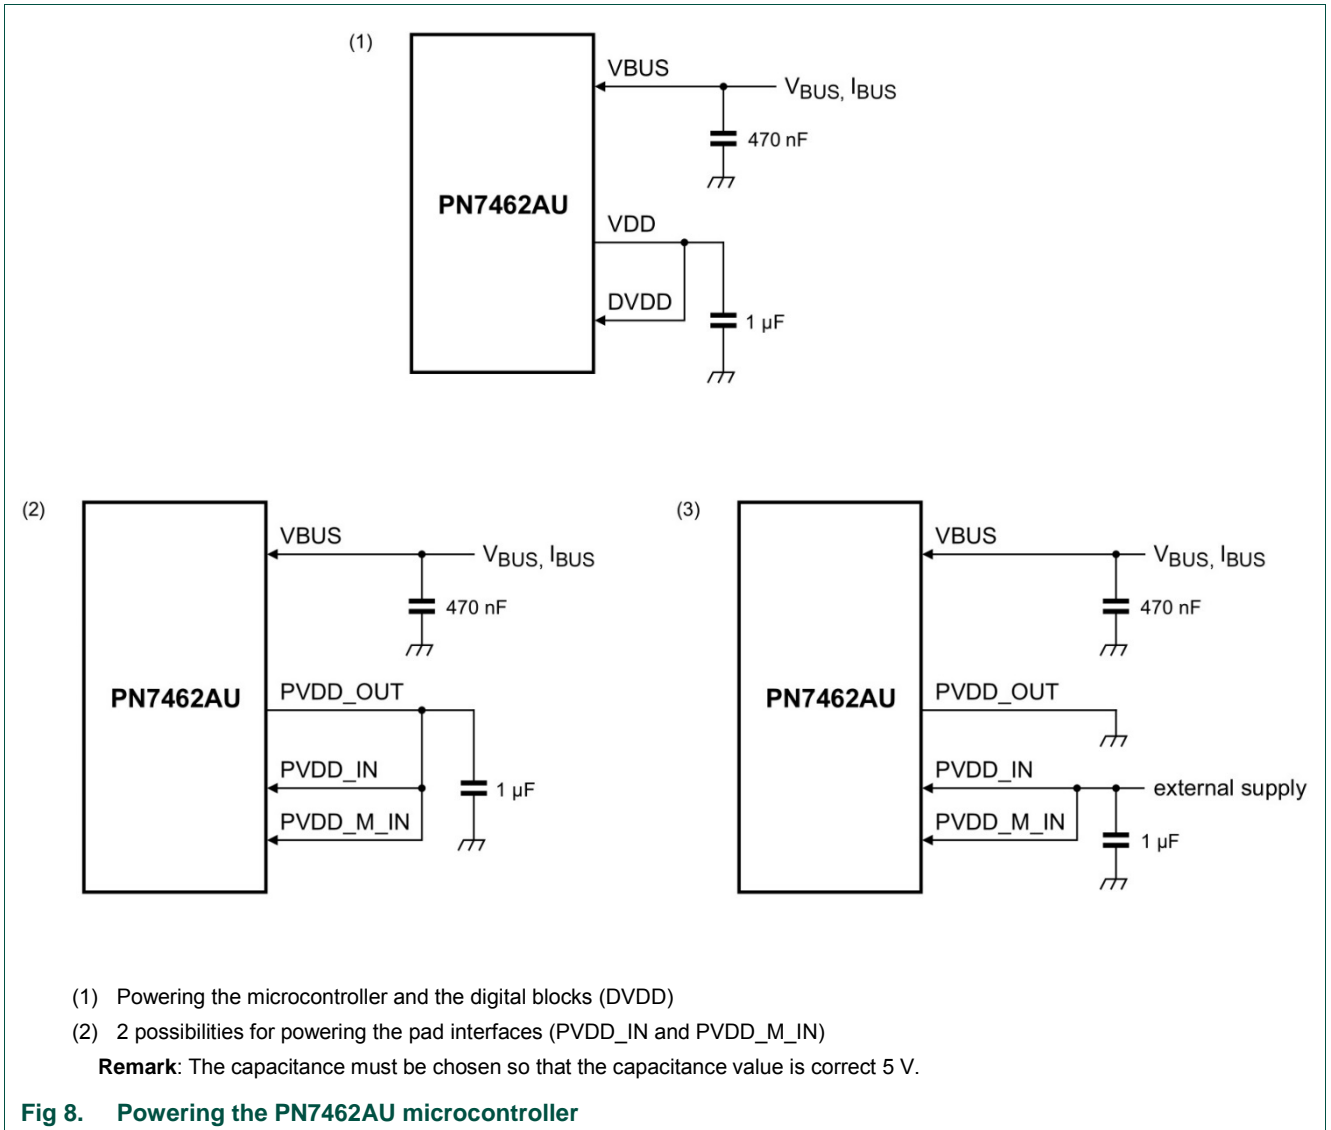 (1)
VBUS
VBUS, IBUS
470 nF
PN7462AU
VDD
DVDD
1 µF
(2)
VBUS
VBUS, IBUS
470 nF
PN7462AU
PVDD_OUT
PVDD_IN
PVDD_M_IN
1 µF
(3)
VBUS
VBUS, IBUS
470 nF
PN7462AU
PVDD_OUT
PVDD_IN
external supply
PVDD_M_IN
1 µF
(1) Powering the microcontroller and the digital blocks (DVDD)
(2) 2 possibilities for powering the pad interfaces (PVDD_IN and PVDD_M_IN)
Remark: The capacitance must be chosen so that the capacitance value is correct 5 V.
Fig 8. Powering the PN7462AU microcontroller